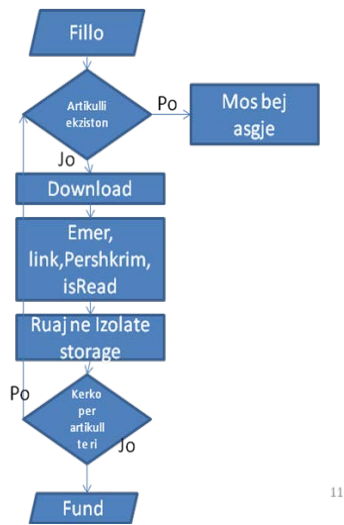 Fillo
Artikulli
ekziston
Po
Mos bej
asgje
Jo
Download
Emer,
link,Pershkrim,
isRead
Ruaj ne Izolate
storage
Po
Kerko
per
artikull
te ri
Jo
Fund
11